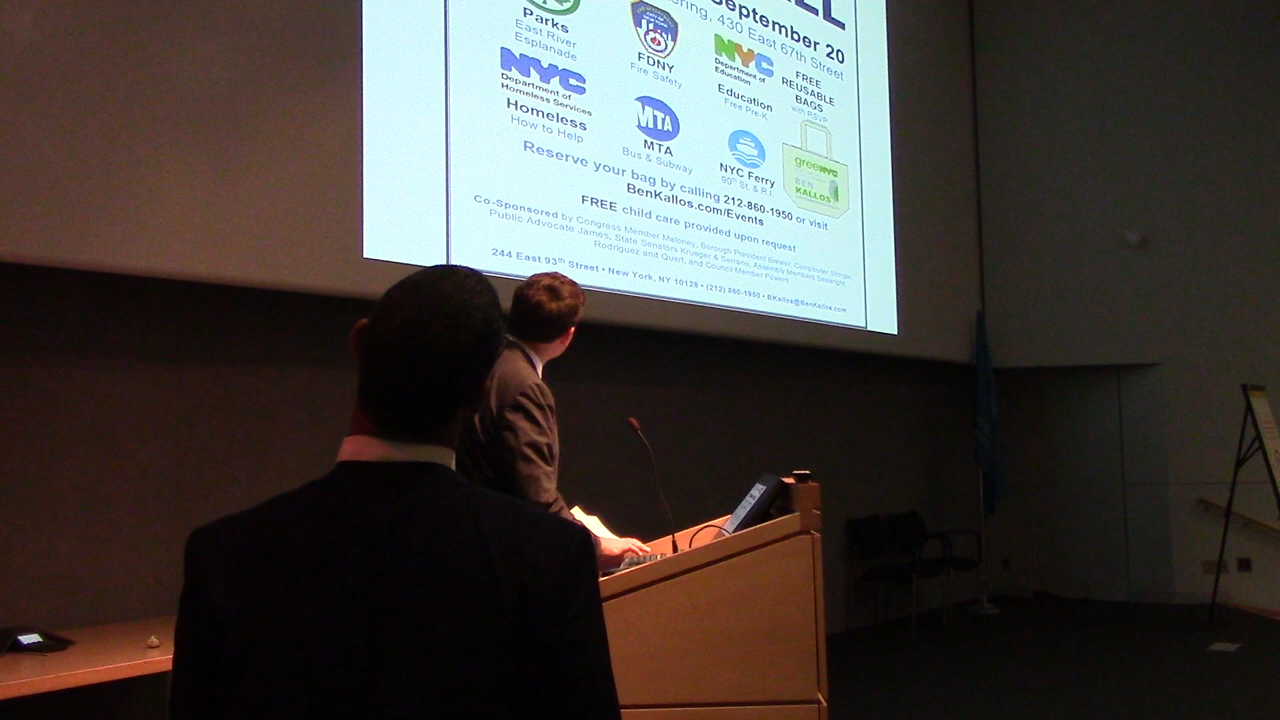 September 20
ering, 430 East 67th Street
Parks
East River
Esplanade
FDNY
Fire Safety
NYC
Department of
Education
Education
Free Pre-K
FREE
REUSABLE
BAGS
with RSVP
NYC
Department of
Homeless Services
Homeless
How to Help
MTA
MTA
Bus & Subway
NYC Ferry
90th St. & R.I.
greeNYC
BEN
KALLOS
Reserve your bag by calling 212-860-1950 or visit
BenKallos.com/Events
FREE child care provided upon request
Co-Sponsored by Congress Member Maloney, Borough President Brewer, Comptroller Stringer,
Public Advocate James, State Senators Krueger & Serrano, Assembly Members Seawright,
Rodriguez and Quart, and Council Member Powers
244 East 93th Street • New York, NY 10128 • (212) 860-1950 • BKallos@BenKallos.com